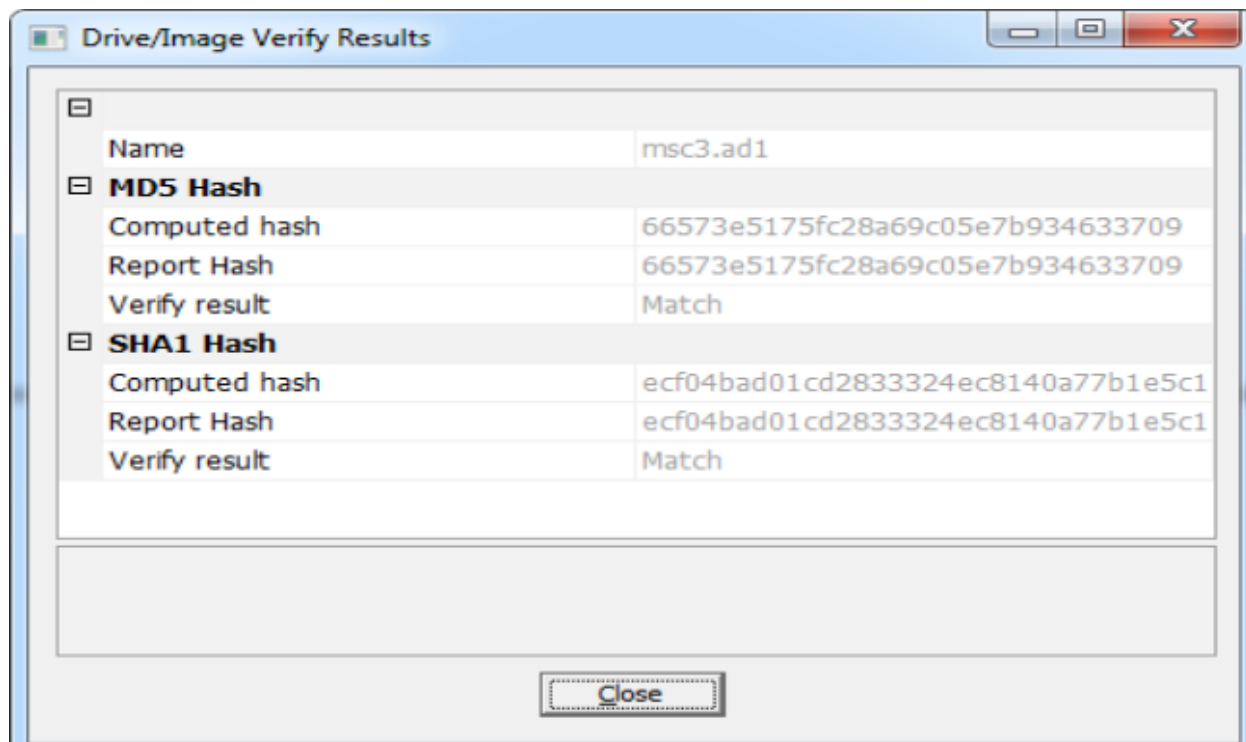 Drive/Image Verify Results
Name msc3.ad1
MD5 Hash
Computed hash 66573e5175fc28a69c05e7b934633709
Report Hash 66573e5175fc28a69c05e7b934633709
Verify result Match
SHA1 Hash
Computed hash ecf04bad01cd2833324ec8140a77b1e5c1
Report Hash ecf04bad01cd2833324ec8140a77b1e5c1
Verify result Match
Close